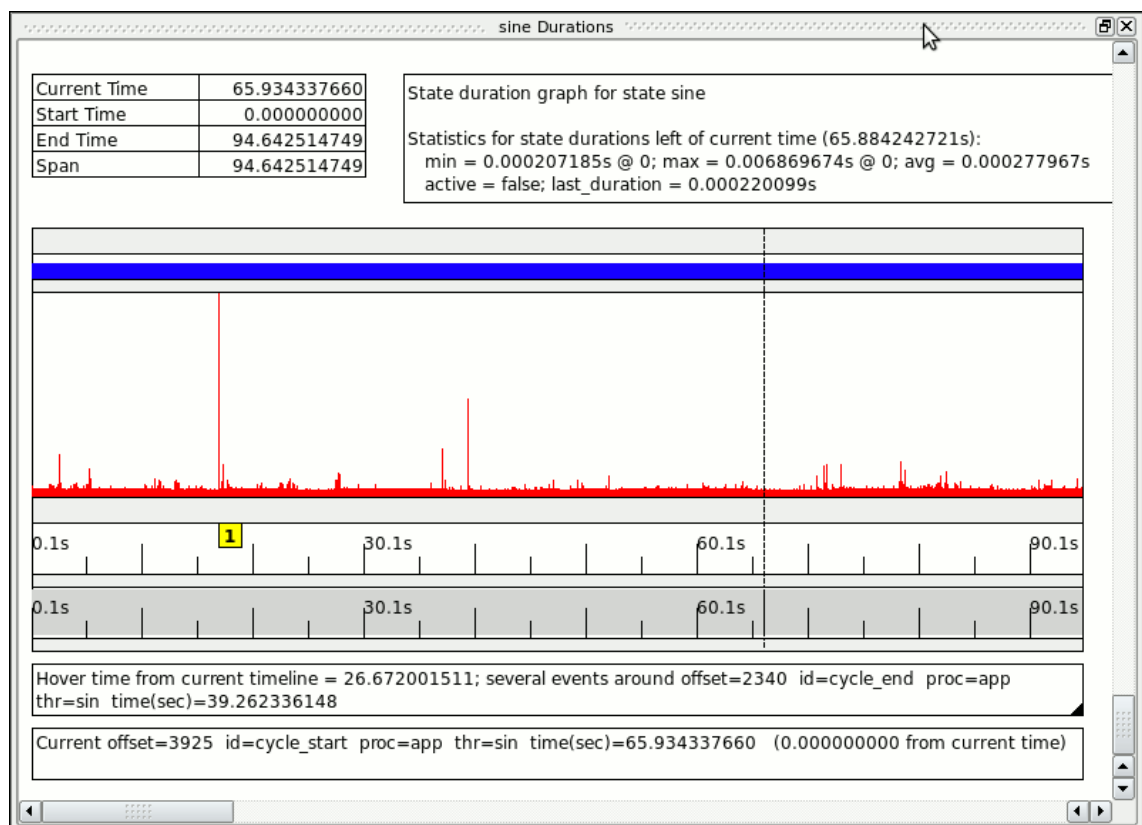 sine Durations
Current Time 65.934337660
Start Time 0.000000000
End Time 94.642514749
Span 94.642514749
State duration graph for state sine
Statistics for state durations left of current time (65.884242721s):
min = 0.000207185s @ 0; max = 0.006869674s @ 0; avg = 0.000277967s
active = false; last_duration = 0.000220099s
1
0.1s 30.1s 60.1s 90.1s
0.1s 30.1s 60.1s 90.1s
Hover time from current timeline = 26.672001511; several events around offset=2340 id=cycle_end proc=app
thr=sin time(sec)=39.262336148
Current offset=3925 id=cycle_start proc=app thr=sin time(sec)=65.934337660 (0.000000000 from current time)